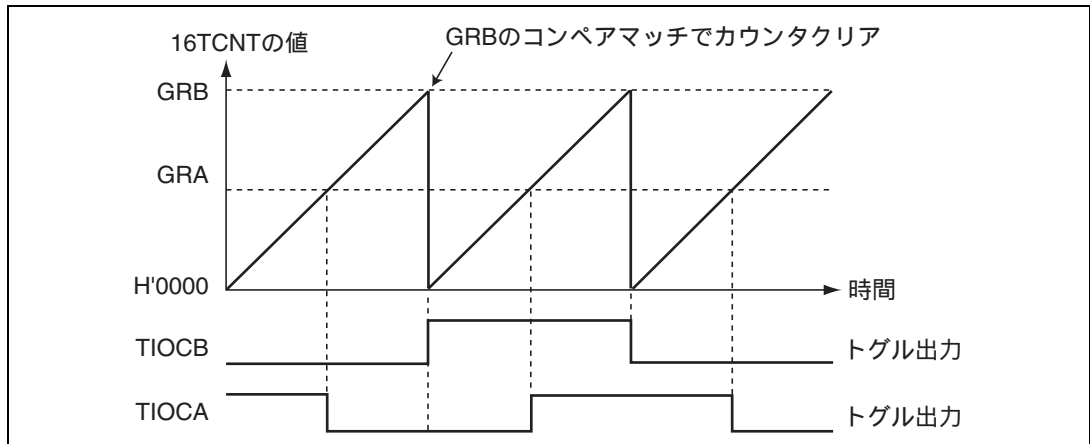 16TCNTの値
GRBのコンペアマッチでカウンタクリア
GRB
GRA
H'0000
時間
TIOCB
トグル出力
TIOCA
トグル出力